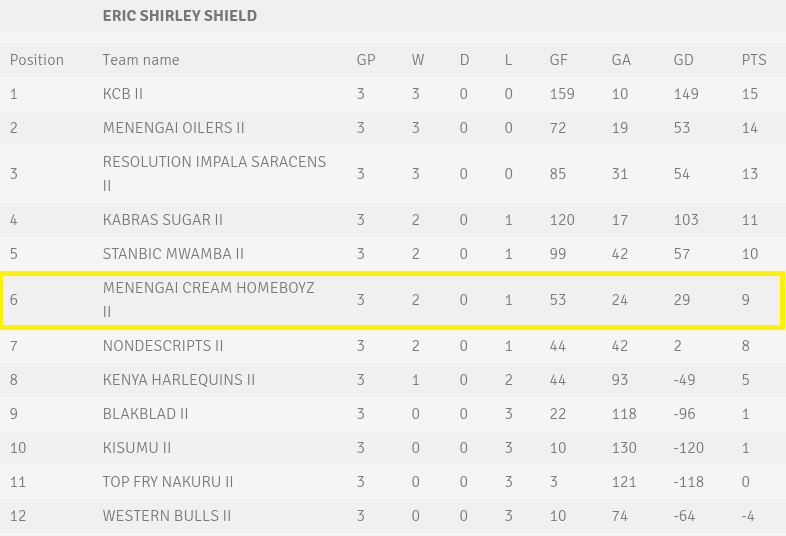 ERIC SHIRLEY SHIELD
Position Team name GP W D L GF GA GD PTS
1 KCB II 3 3 0 0 159 10 149 15
2 MENENGAI OILERS II 3 3 0 0 72 19 53 14
3 RESOLUTION IMPALA SARACENS II 3 3 0 0 85 31 54 13
4 KABRAS SUGAR II 3 2 0 1 120 17 103 11
5 STANBIC MWAMBA II 3 2 0 1 99 42 57 10
6 MENENGAI CREAM HOMEBOYZ II 3 2 0 1 53 24 29 9
7 NONDESCRIPTS II 3 2 0 1 44 42 2 8
8 KENYA HARLEQUINS II 3 1 0 2 44 93 -49 5
9 BLAKBLAD II 3 0 0 3 22 118 -96 1
10 KISUMU II 3 0 0 3 10 130 -120 1
11 TOP FRY NAKURU II 3 0 0 3 3 121 -118 0
12 WESTERN BULLS II 3 0 0 3 10 74 -64 -4